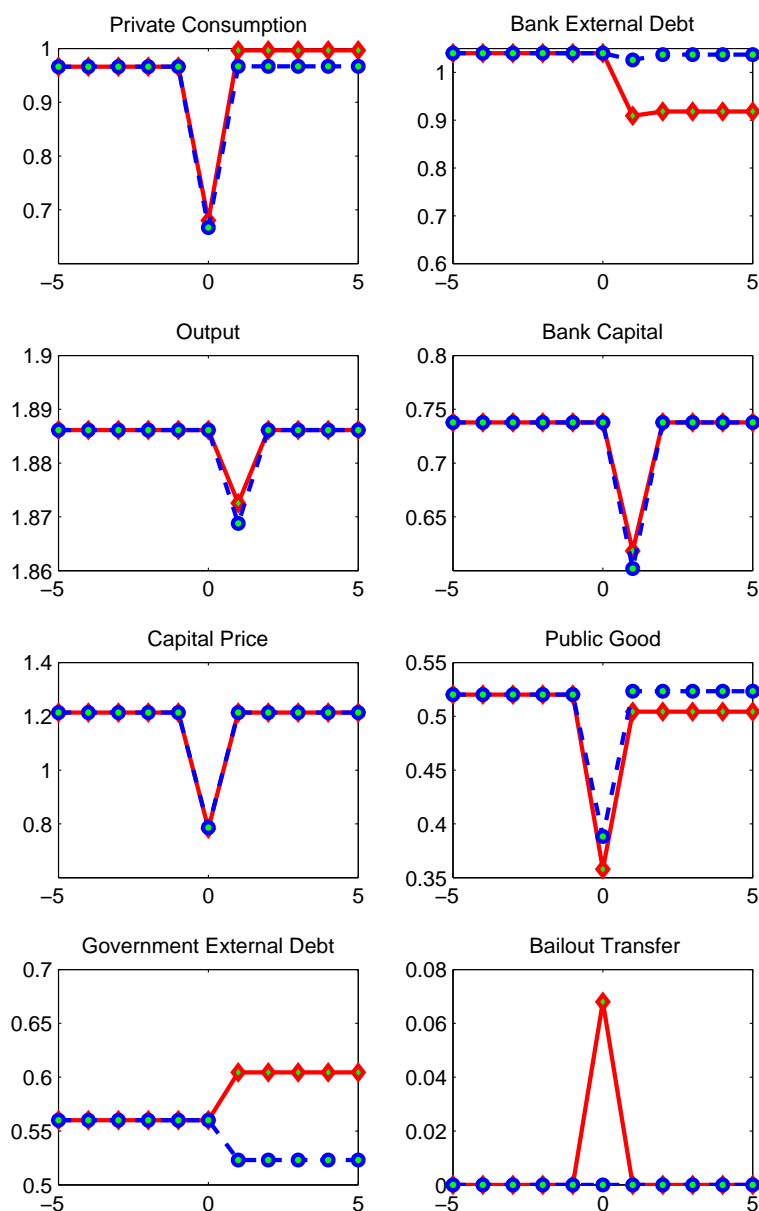 Private Consumption
1
0.9
0.8
0.7
−5 0 5
Bank External Debt
1
0.9
0.8
0.7
0.6
−5 0 5
Output
1.9
1.89
1.88
1.87
1.86
−5 0 5
Bank Capital
0.8
0.75
0.7
0.65
−5 0 5
Capital Price
1.4
1.2
1
0.8
−5 0 5
Public Good
0.55
0.5
0.45
0.4
0.35
−5 0 5
Government External Debt
0.7
0.65
0.6
0.55
0.5
−5 0 5
Bailout Transfer
0.08
0.06
0.04
0.02
0
−5 0 5